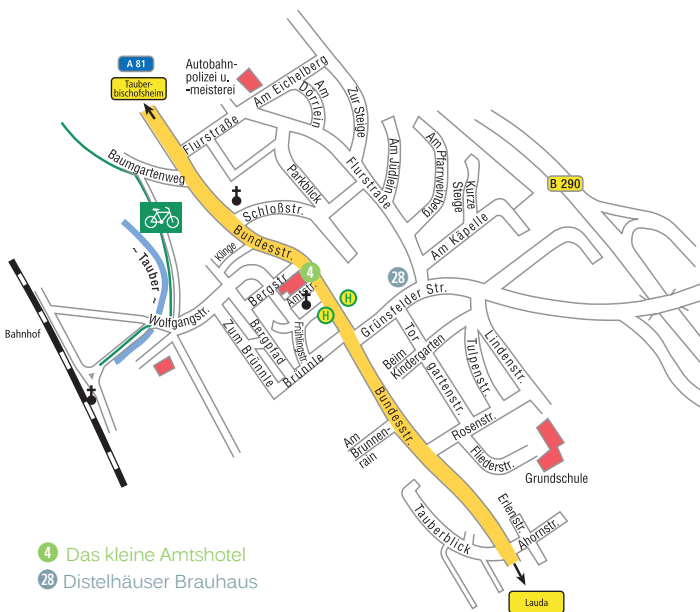 A 81
Tauber-
bischofsheim
Autobahn-
polizei u.
-meisterei
Am Eichelberg
Am
Dörrlein
Zur Steige
Flurstraße
Baumgartenweg
Parkblick
Flurstraße
Am Jüdlein
Am Pfarrweinberg
Kurze
Steige
B 290
Schloßstr.
Am Käpelle
Bundesstr.
Klinge
~ Tauber ~
4
28
Bergstr.
Amtstr.
H
H
Grünsfelder Str.
Wolfgangstr.
Bahnhof
Zum Brünnle
Bergpfad
Frühlingstr.
Brünnle
Beim
Kindergarten
Tor
gartenstr.
Tulpenstr.
Lindenstr.
Bundesstr.
Am
Brunnen-
rain
Rosenstr.
Fliederstr.
Grundschule
Tauberblick
Erlenstr.
Ahornstr.
4 Das kleine Amtshotel
28 Distelhäuser Brauhaus
Lauda